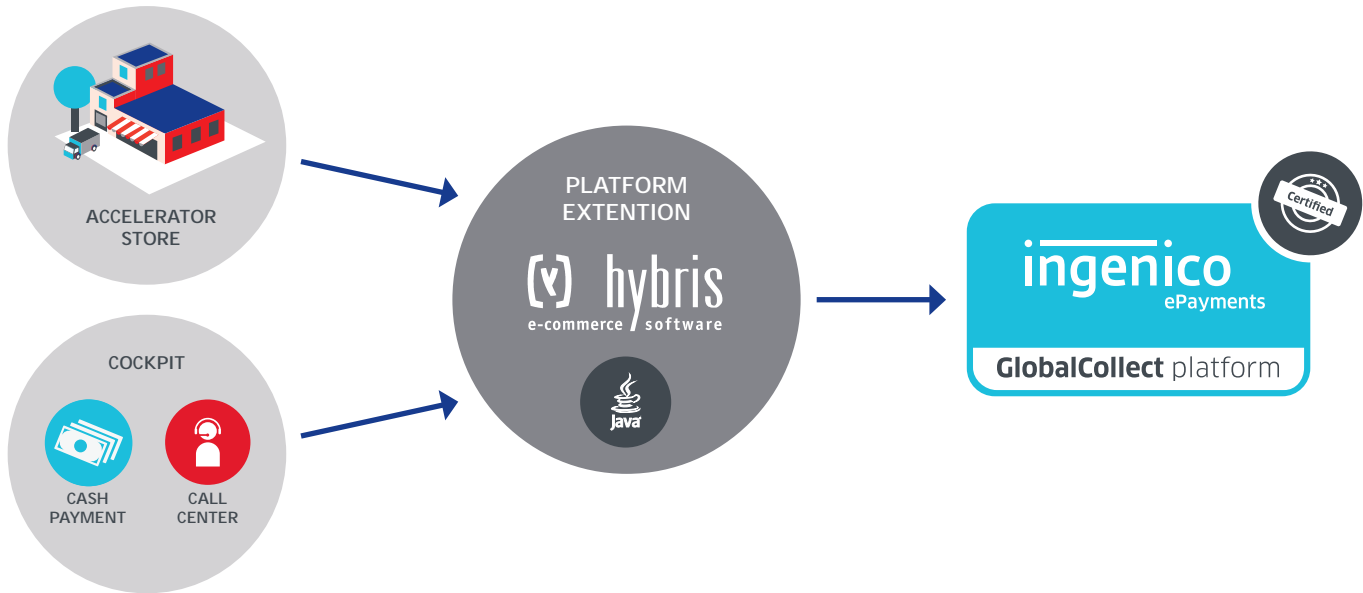 ACCELERATOR
STORE
COCKPIT
CASH
PAYMENT
CALL
CENTER
PLATFORM
EXTENTION
(y) hybris
e-commerce software
Java
Certified
ingenico
ePayments
GlobalCollect platform